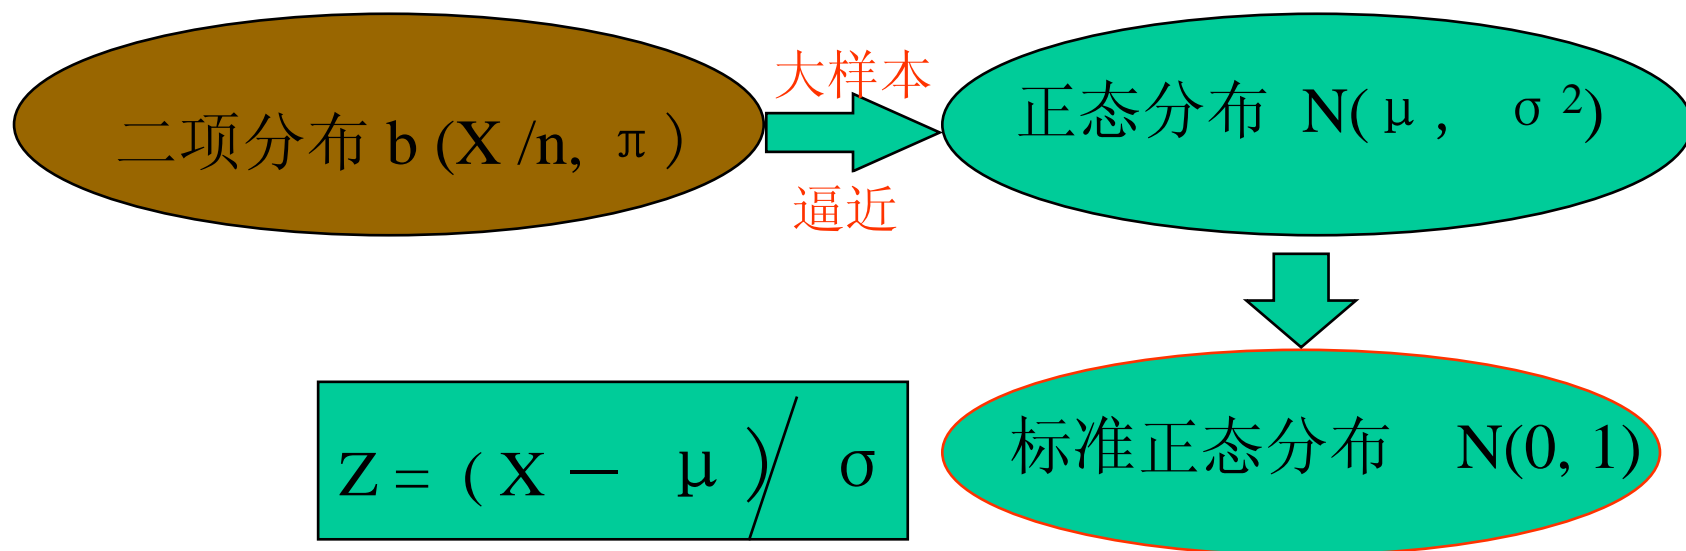 二项分布 b (X /n, π)
大样本
逼近
正态分布 N(μ, σ²)
标准正态分布 N(0, 1)
Z = (X － μ)/ σ